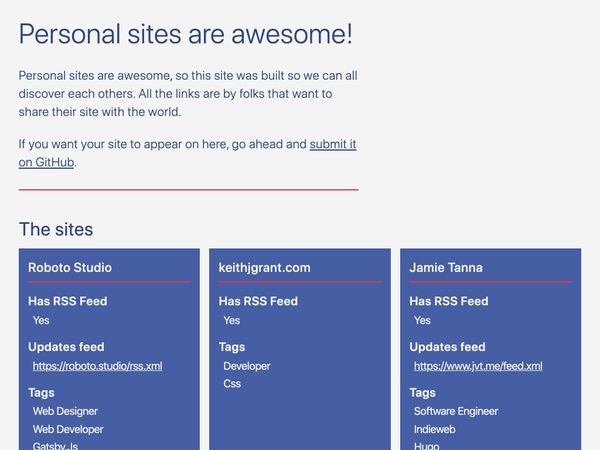 Personal sites are awesome!
Personal sites are awesome, so this site was built so we can all
discover each others. All the links are by folks that want to
share their site with the world.
If you want your site to appear on here, go ahead and submit it
on GitHub.
The sites
Roboto Studio
Has RSS Feed
Yes
Updates feed
https://roboto.studio/rss.xml
Tags
Web Designer
Web Developer
Gatsby.Js
keithjgrant.com
Has RSS Feed
Yes
Tags
Developer
Css
Jamie Tanna
Has RSS Feed
Yes
Updates feed
https://www.jvt.me/feed.xml
Tags
Software Engineer
Indieweb
Hugo